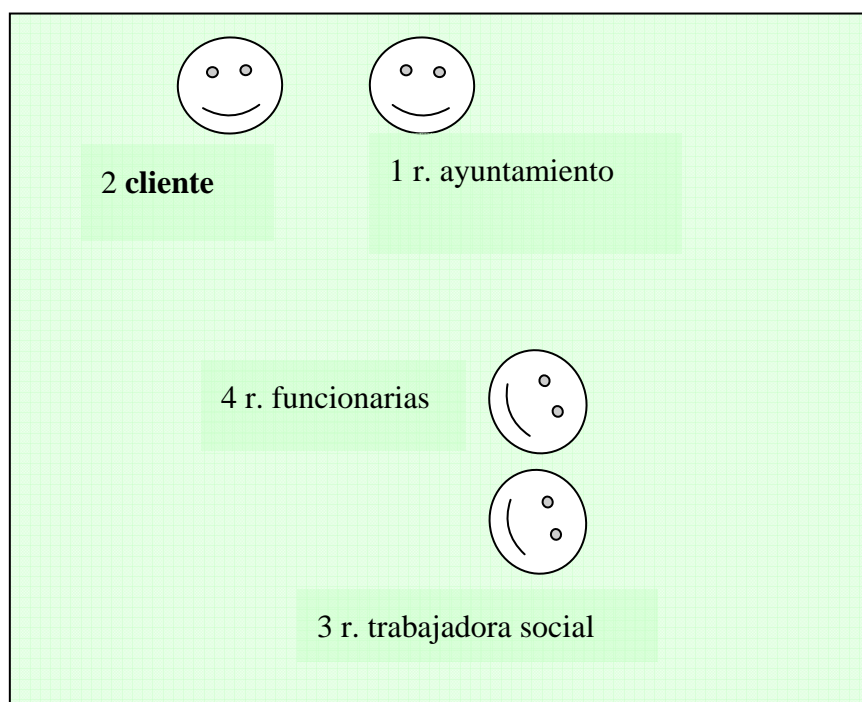 2 cliente
1 r. ayuntamiento
4 r. funcionarias
3 r. trabajadora social